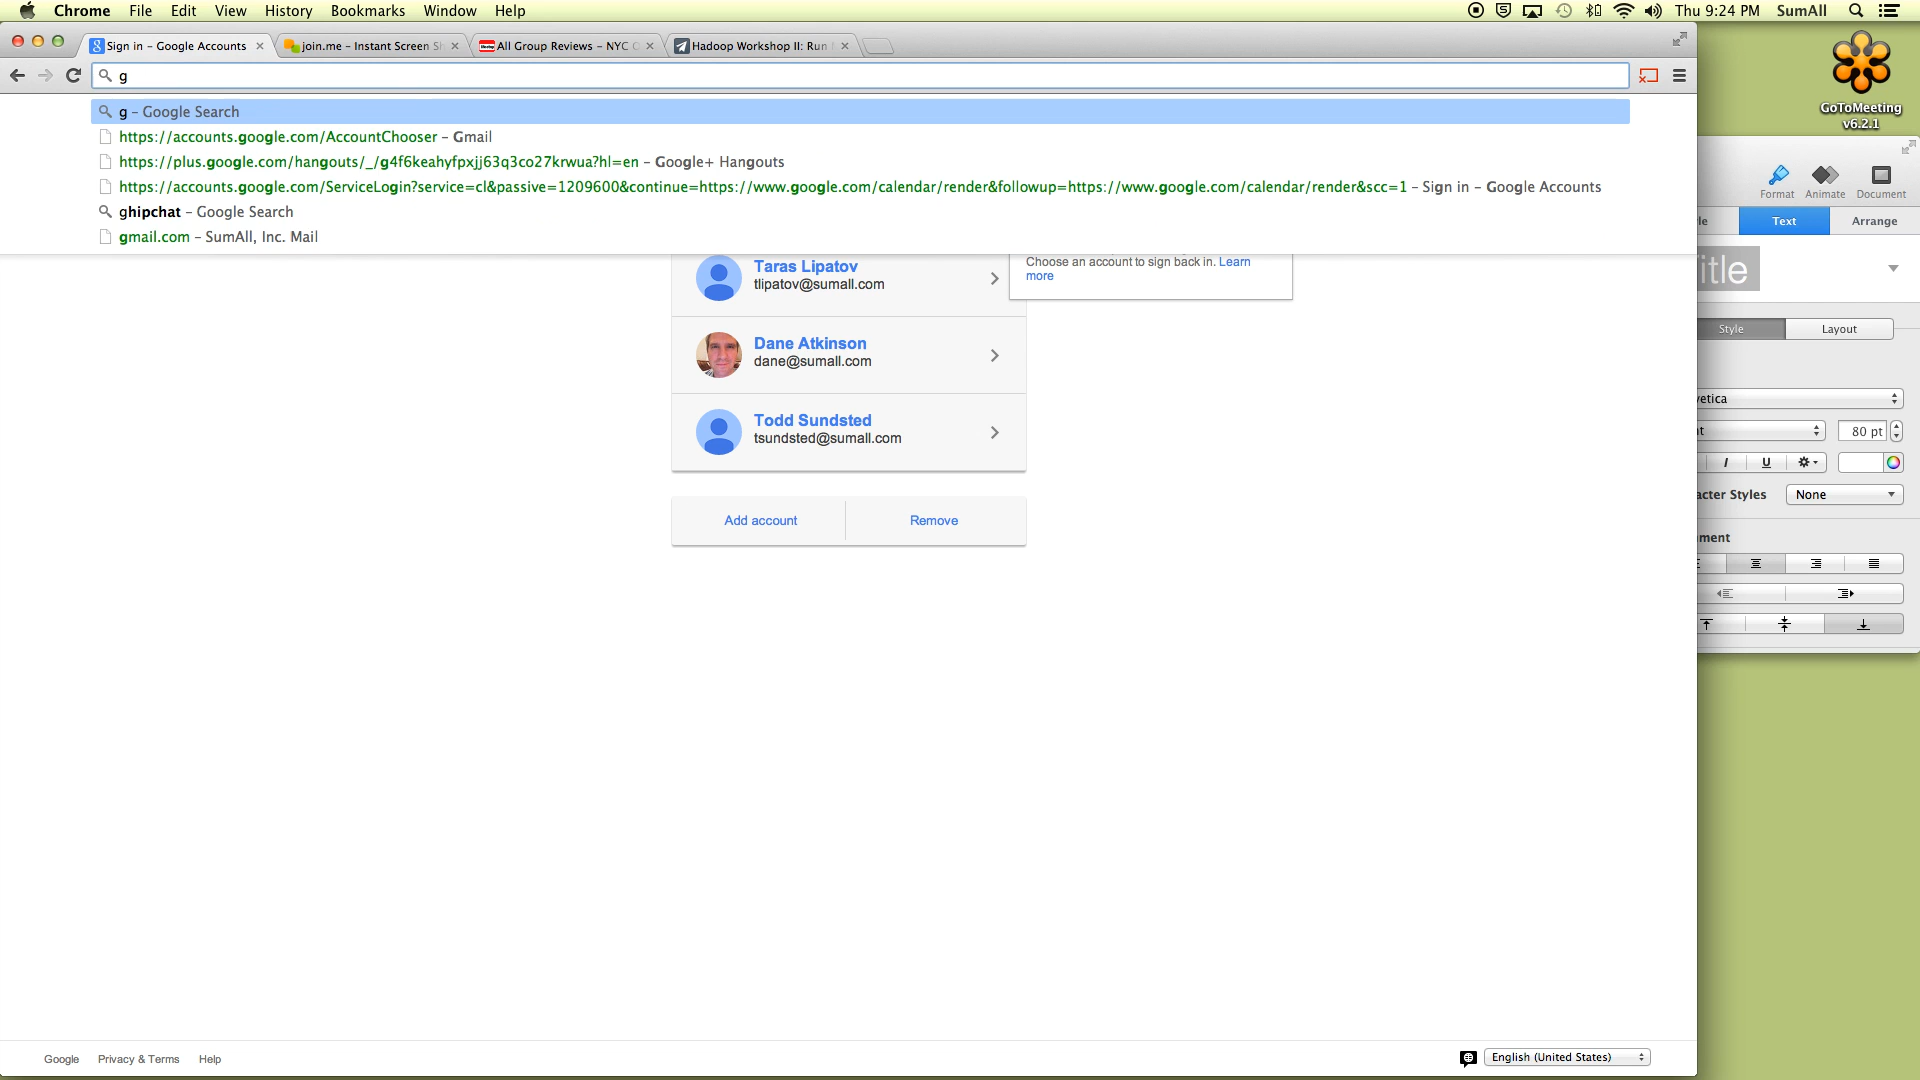 Chrome File Edit View History Bookmarks Window Help Thu 9:24 PM SumAll
Sign in - Google Accounts join.me - Instant Screen Sh All Group Reviews - NYC Hadoop Workshop II: Run
g
g - Google Search
https://accounts.google.com/AccountChooser - Gmail
https://plus.google.com/hangouts/_/g4f6keahyfpxjj63q3co27krwua?hl=en - Google+ Hangouts
https://accounts.google.com/ServiceLogin?service=cl&passive=1209600&continue=https://www.google.com/calendar/render&followup=https://www.google.com/calendar/render&scc=1 - Sign in - Google Accounts
ghipchat - Google Search
gmail.com - SumAll, Inc. Mail
Taras Lipatov
tlipatov@sumall.com
Dane Atkinson
dane@sumall.com
Todd Sundsted
tsundsted@sumall.com
Add account Remove
Choose an account to sign back in. Learn
more
Google Privacy & Terms Help
English (United States)
GoToMeeting
v6.2.1
Format Animate Document
le Text Arrange
itle
Style Layout
vetica
nt 80 pt
I U
acter Styles None
nment